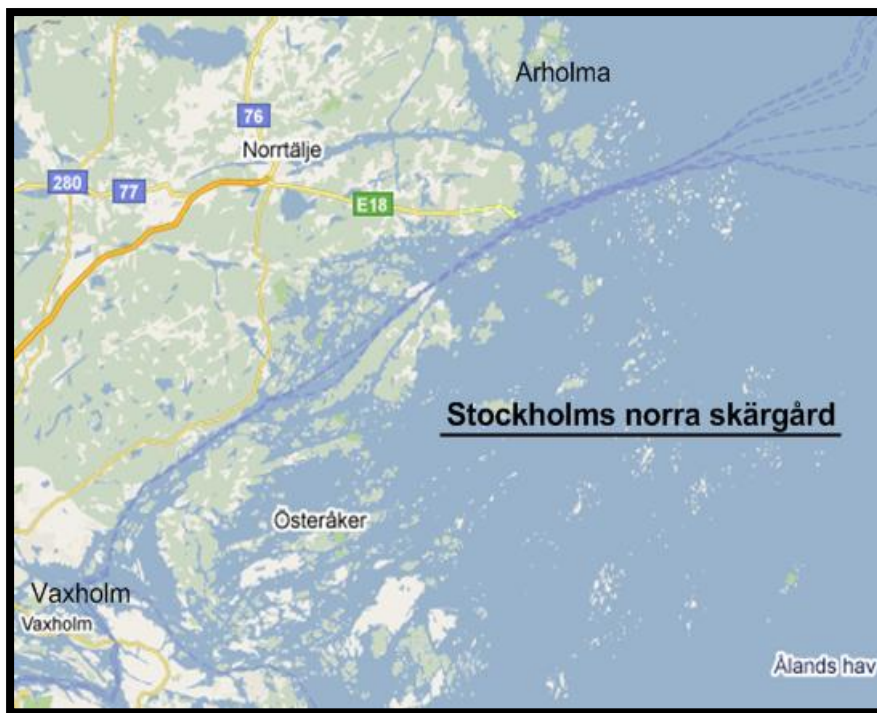 Arholma
76
Norrtälje
280
77
E18
Stockholms norra skärgård
Österåker
Vaxholm
Vaxholm
Ålands hav